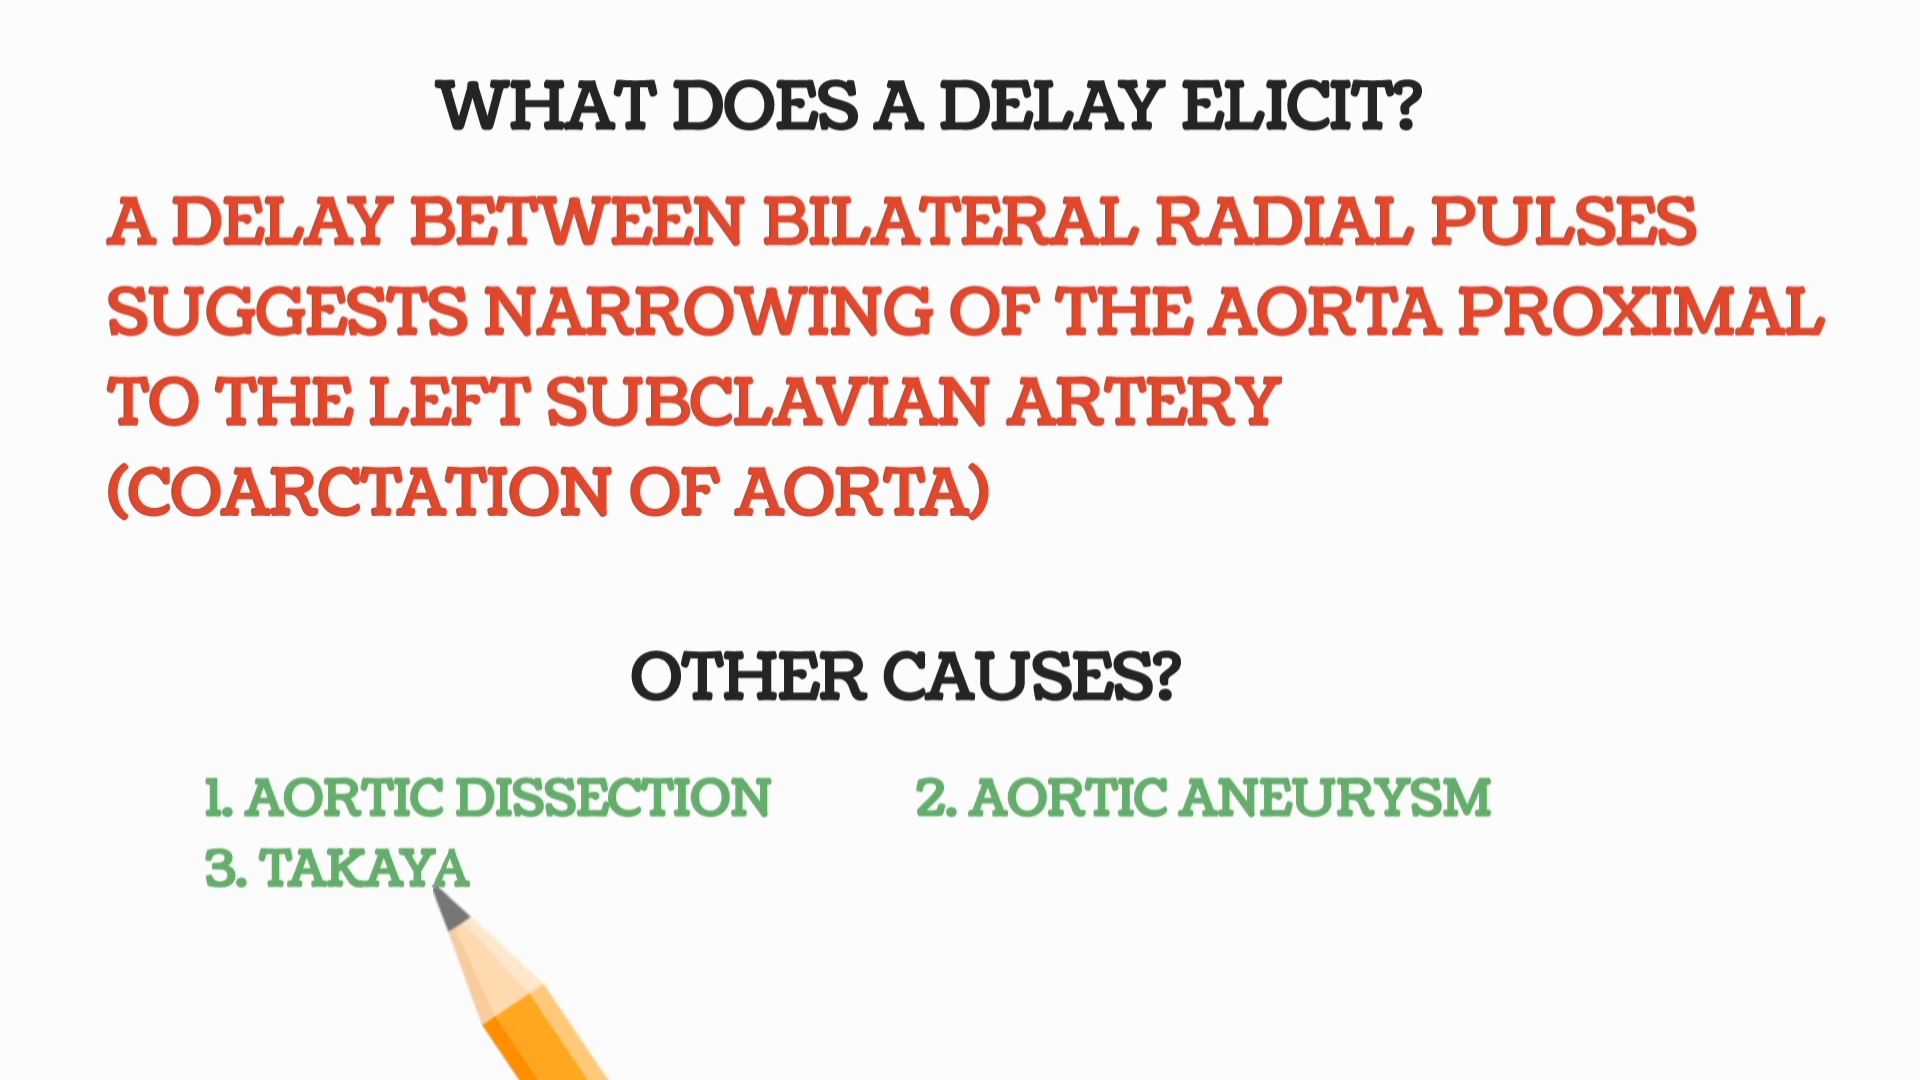 WHAT DOES A DELAY ELICIT?
A DELAY BETWEEN BILATERAL RADIAL PULSES
SUGGESTS NARROWING OF THE AORTA PROXIMAL
TO THE LEFT SUBCLAVIAN ARTERY
(COARCTATION OF AORTA)
OTHER CAUSES?
1. AORTIC DISSECTION 2. AORTIC ANEURYSM
3. TAKAYA